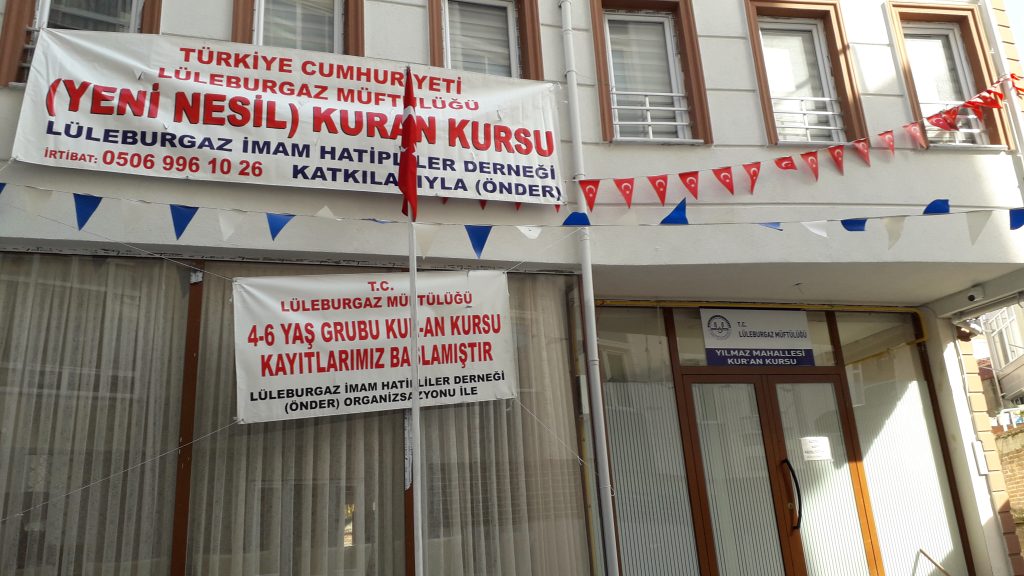 TÜRKİYE CUMHURİYETİ
LÜLEBURGAZ MÜFTÜLÜĞÜ
(YENİ NESİL) KURAN KURSU
LÜLEBURGAZ İMAM HATİPLİLER DERNEĞİ
İRTİBAT: 0506 996 10 26 KATKILARIYLA (ÖNDER)
T.C.
LÜLEBURGAZ MÜFTÜLÜĞÜ
4-6 YAŞ GRUBU KUR-AN KURSU
KAYITLARIMIZ BAŞLAMIŞTIR
LÜLEBURGAZ İMAM HATİPLİLER DERNEĞİ
(ÖNDER) ORGANİZSASYONU İLE
T.C.
LÜLEBURGAZ MÜFTÜLÜĞÜ
YILMAZ MAHALLESİ
KUR'AN KURSU